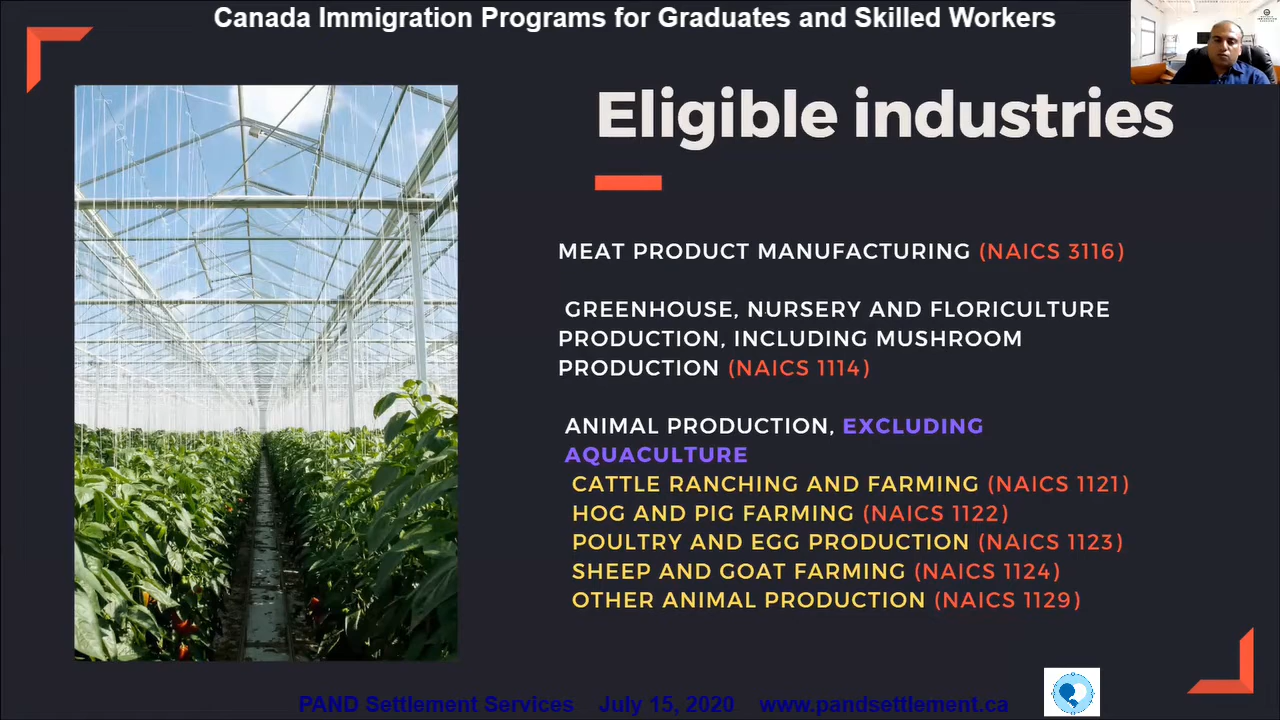 Canada Immigration Programs for Graduates and Skilled Workers
Eligible industries
MEAT PRODUCT MANUFACTURING (NAICS 3116)
GREENHOUSE, NURSERY AND FLORICULTURE
PRODUCTION, INCLUDING MUSHROOM
PRODUCTION (NAICS 1114)
ANIMAL PRODUCTION, EXCLUDING
AQUACULTURE
CATTLE RANCHING AND FARMING (NAICS 1121)
HOG AND PIG FARMING (NAICS 1122)
POULTRY AND EGG PRODUCTION (NAICS 1123)
SHEEP AND GOAT FARMING (NAICS 1124)
OTHER ANIMAL PRODUCTION (NAICS 1129)
PAND Settlement Services July 15, 2020 www.pandsettlement.ca